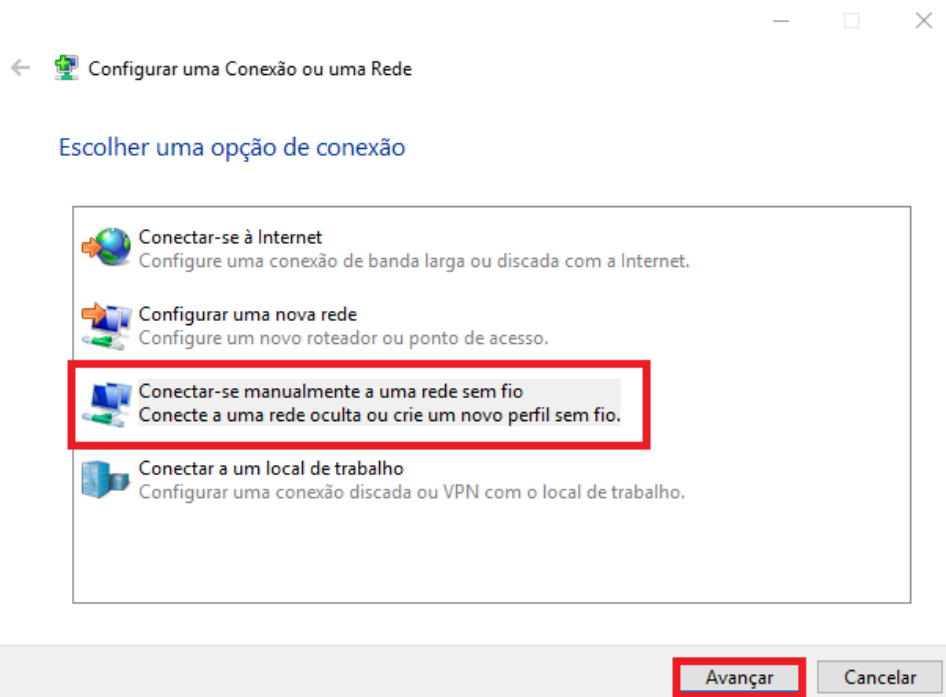 Configurar uma Conexão ou uma Rede
Escolher uma opção de conexão
Conectar-se à Internet
Configure uma conexão de banda larga ou discada com a Internet.
Configurar uma nova rede
Configure um novo roteador ou ponto de acesso.
Conectar-se manualmente a uma rede sem fio
Conecte a uma rede oculta ou crie um novo perfil sem fio.
Conectar a um local de trabalho
Configurar uma conexão discada ou VPN com o local de trabalho.
Avançar
Cancelar